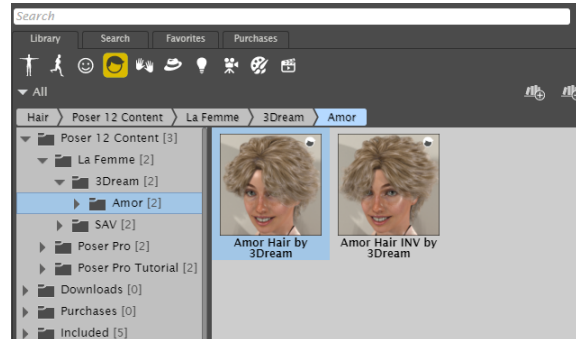 Search
Library Search Favorites Purchases
All
Hair Poser 12 Content La Femme 3Dream Amor
Poser 12 Content [3]
La Femme [2]
3Dream [2]
Amor [2]
SAV [2]
Poser Pro [2]
Poser Pro Tutorial [2]
Downloads [0]
Purchases [0]
Included [5]
Amor Hair by
3Dream
Amor Hair INV by
3Dream